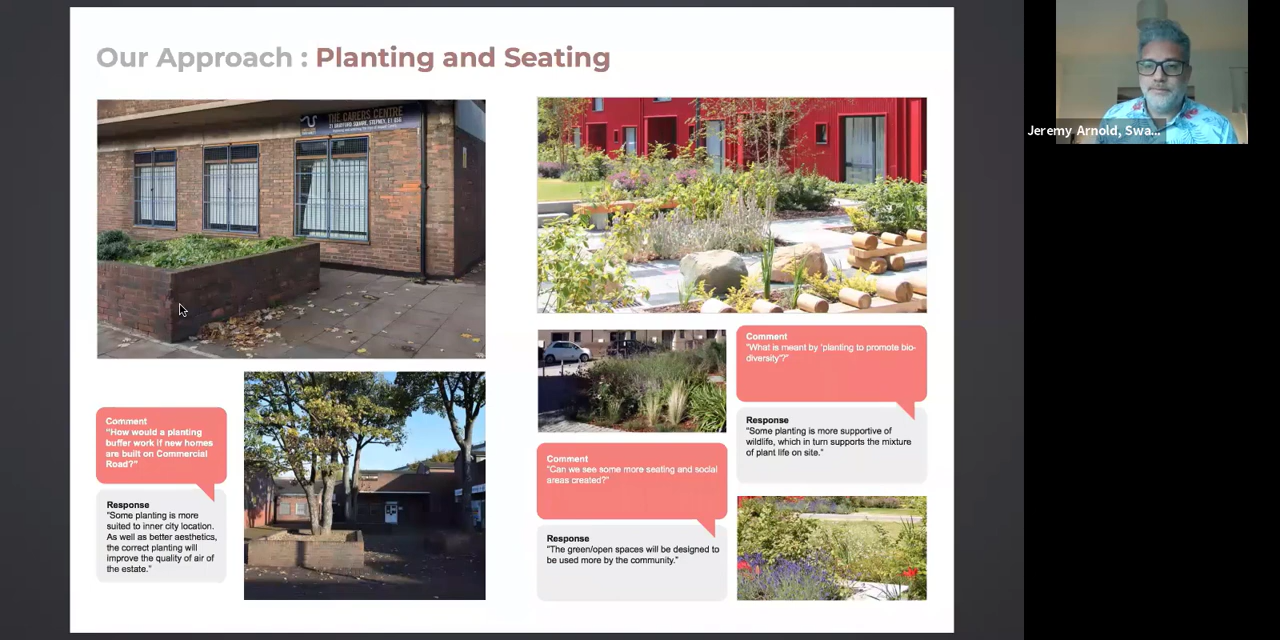 Our Approach : Planting and Seating
THE CARERS CENTRE
Comment
"How would a planting
buffer work if new homes
are built on Commercial
Road?"
Response
"Some planting is more
suited to inner city location.
As well as better aesthetics,
the correct planting will
improve the quality of air of
the estate."
Comment
"Can we see some more seating and social
areas created?"
Response
"The green/open spaces will be designed to
be used more by the community."
Comment
"What is meant by 'planting to promote bio-
diversity'?"
Response
"Some planting is more supportive of
wildlife, which in turn supports the mixture
of plant life on site."
Jeremy Arnold, Swa...